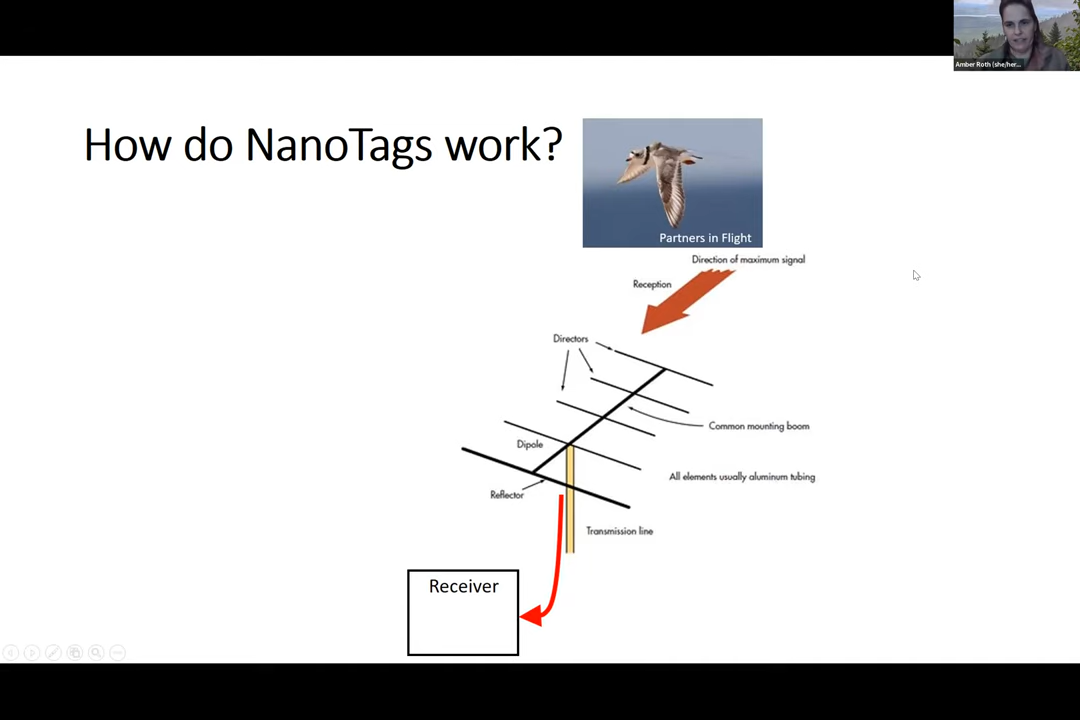 Amber Roth (she/her...
How do NanoTags work?
Partners in Flight
Direction of maximum signal
Reception
Directors
Common mounting boom
Dipole
All elements usually aluminum tubing
Reflector
Transmission line
Receiver